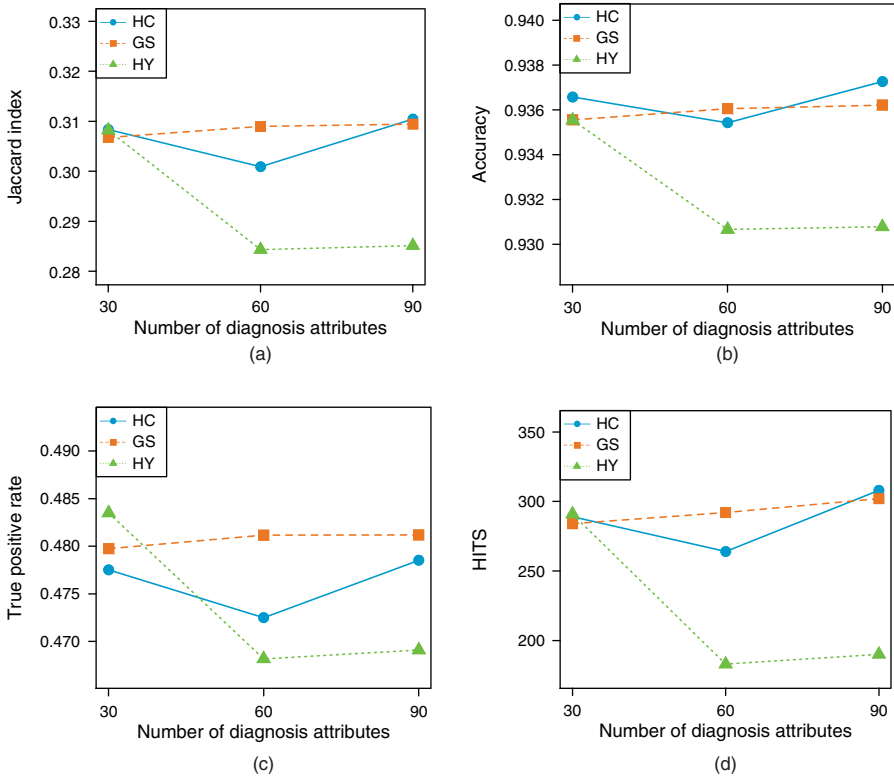 HC
GS
HY
0.33
0.32
0.31
0.30
0.29
0.28
Jaccard index
30 60 90
Number of diagnosis attributes
(a)
HC
GS
HY
0.940
0.938
0.936
0.934
0.932
0.930
Accuracy
30 60 90
Number of diagnosis attributes
(b)
HC
GS
HY
0.490
0.485
0.480
0.475
0.470
True positive rate
30 60 90
Number of diagnosis attributes
(c)
HC
GS
HY
350
300
250
200
HITS
30 60 90
Number of diagnosis attributes
(d)